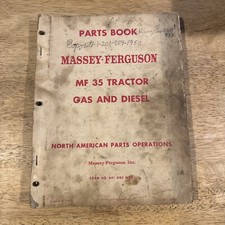 PARTS BOOK
MASSEY-FERGUSON
MF 35 TRACTOR
GAS AND DIESEL
NORTH AMERICAN PARTS OPERATIONS
Massey-Ferguson, Inc.